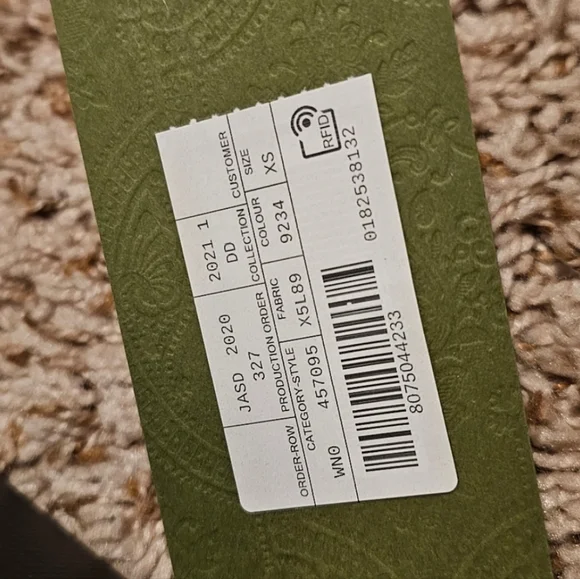 JASD 2020 2021 1
327 DD
ORDER-ROW PRODUCTION ORDER COLLECTION CUSTOMER
CATEGORY-STYLE FABRIC COLOUR SIZE
WN0 457095 X5L89 9234 XS
RFID
0182538132
8075044233